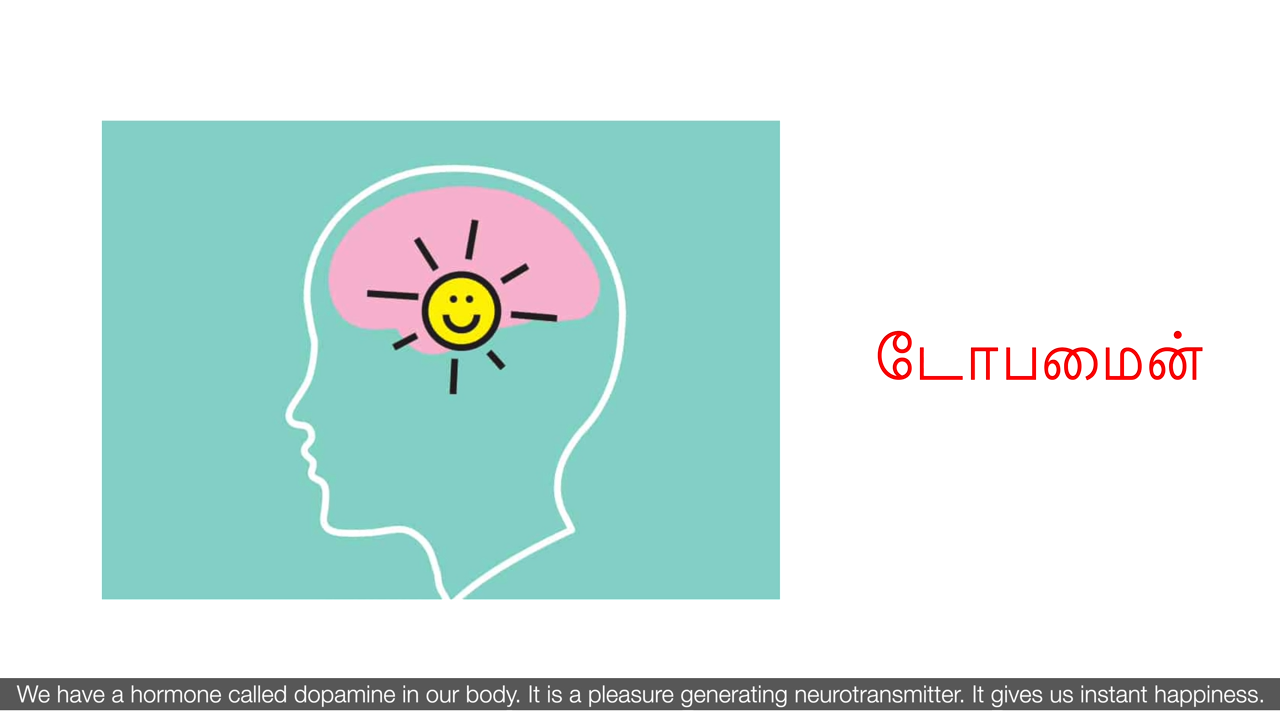 டோபமைன்
We have a hormone called dopamine in our body. It is a pleasure generating neurotransmitter. It gives us instant happiness.